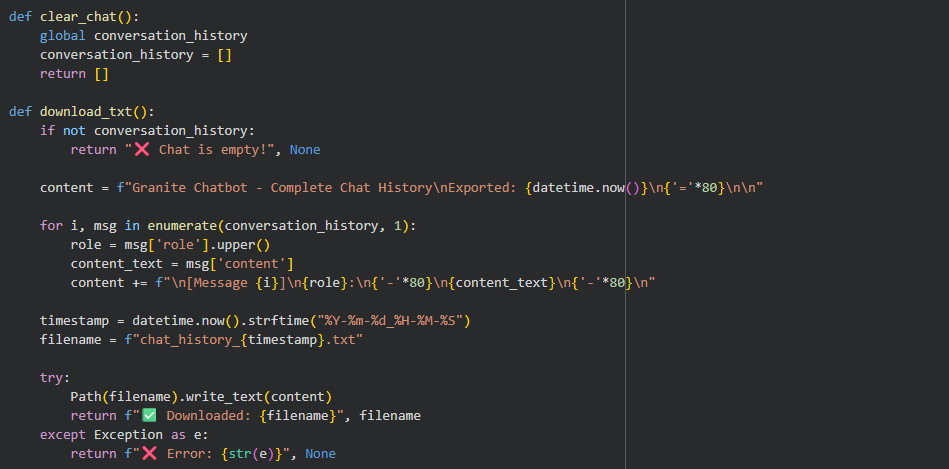 def clear_chat():
    global conversation_history
    conversation_history = []
    return []
def download_txt():
    if not conversation_history:
        return "❌ Chat is empty!", None
    content = f"Granite Chatbot - Complete Chat History\nExported: {datetime.now()}\n{'='*80}\n\n"
    for i, msg in enumerate(conversation_history, 1):
        role = msg['role'].upper()
        content_text = msg['content']
        content += f"\n[Message {i}]\n{role}:\n{'-'*80}\n{content_text}\n{'-'*80}\n"
    timestamp = datetime.now().strftime("%Y-%m-%d_%H-%M-%S")
    filename = f"chat_history_{timestamp}.txt"
    try:
        Path(filename).write_text(content)
        return f"✅ Downloaded: {filename}", filename
    except Exception as e:
        return f"❌ Error: {str(e)}", None